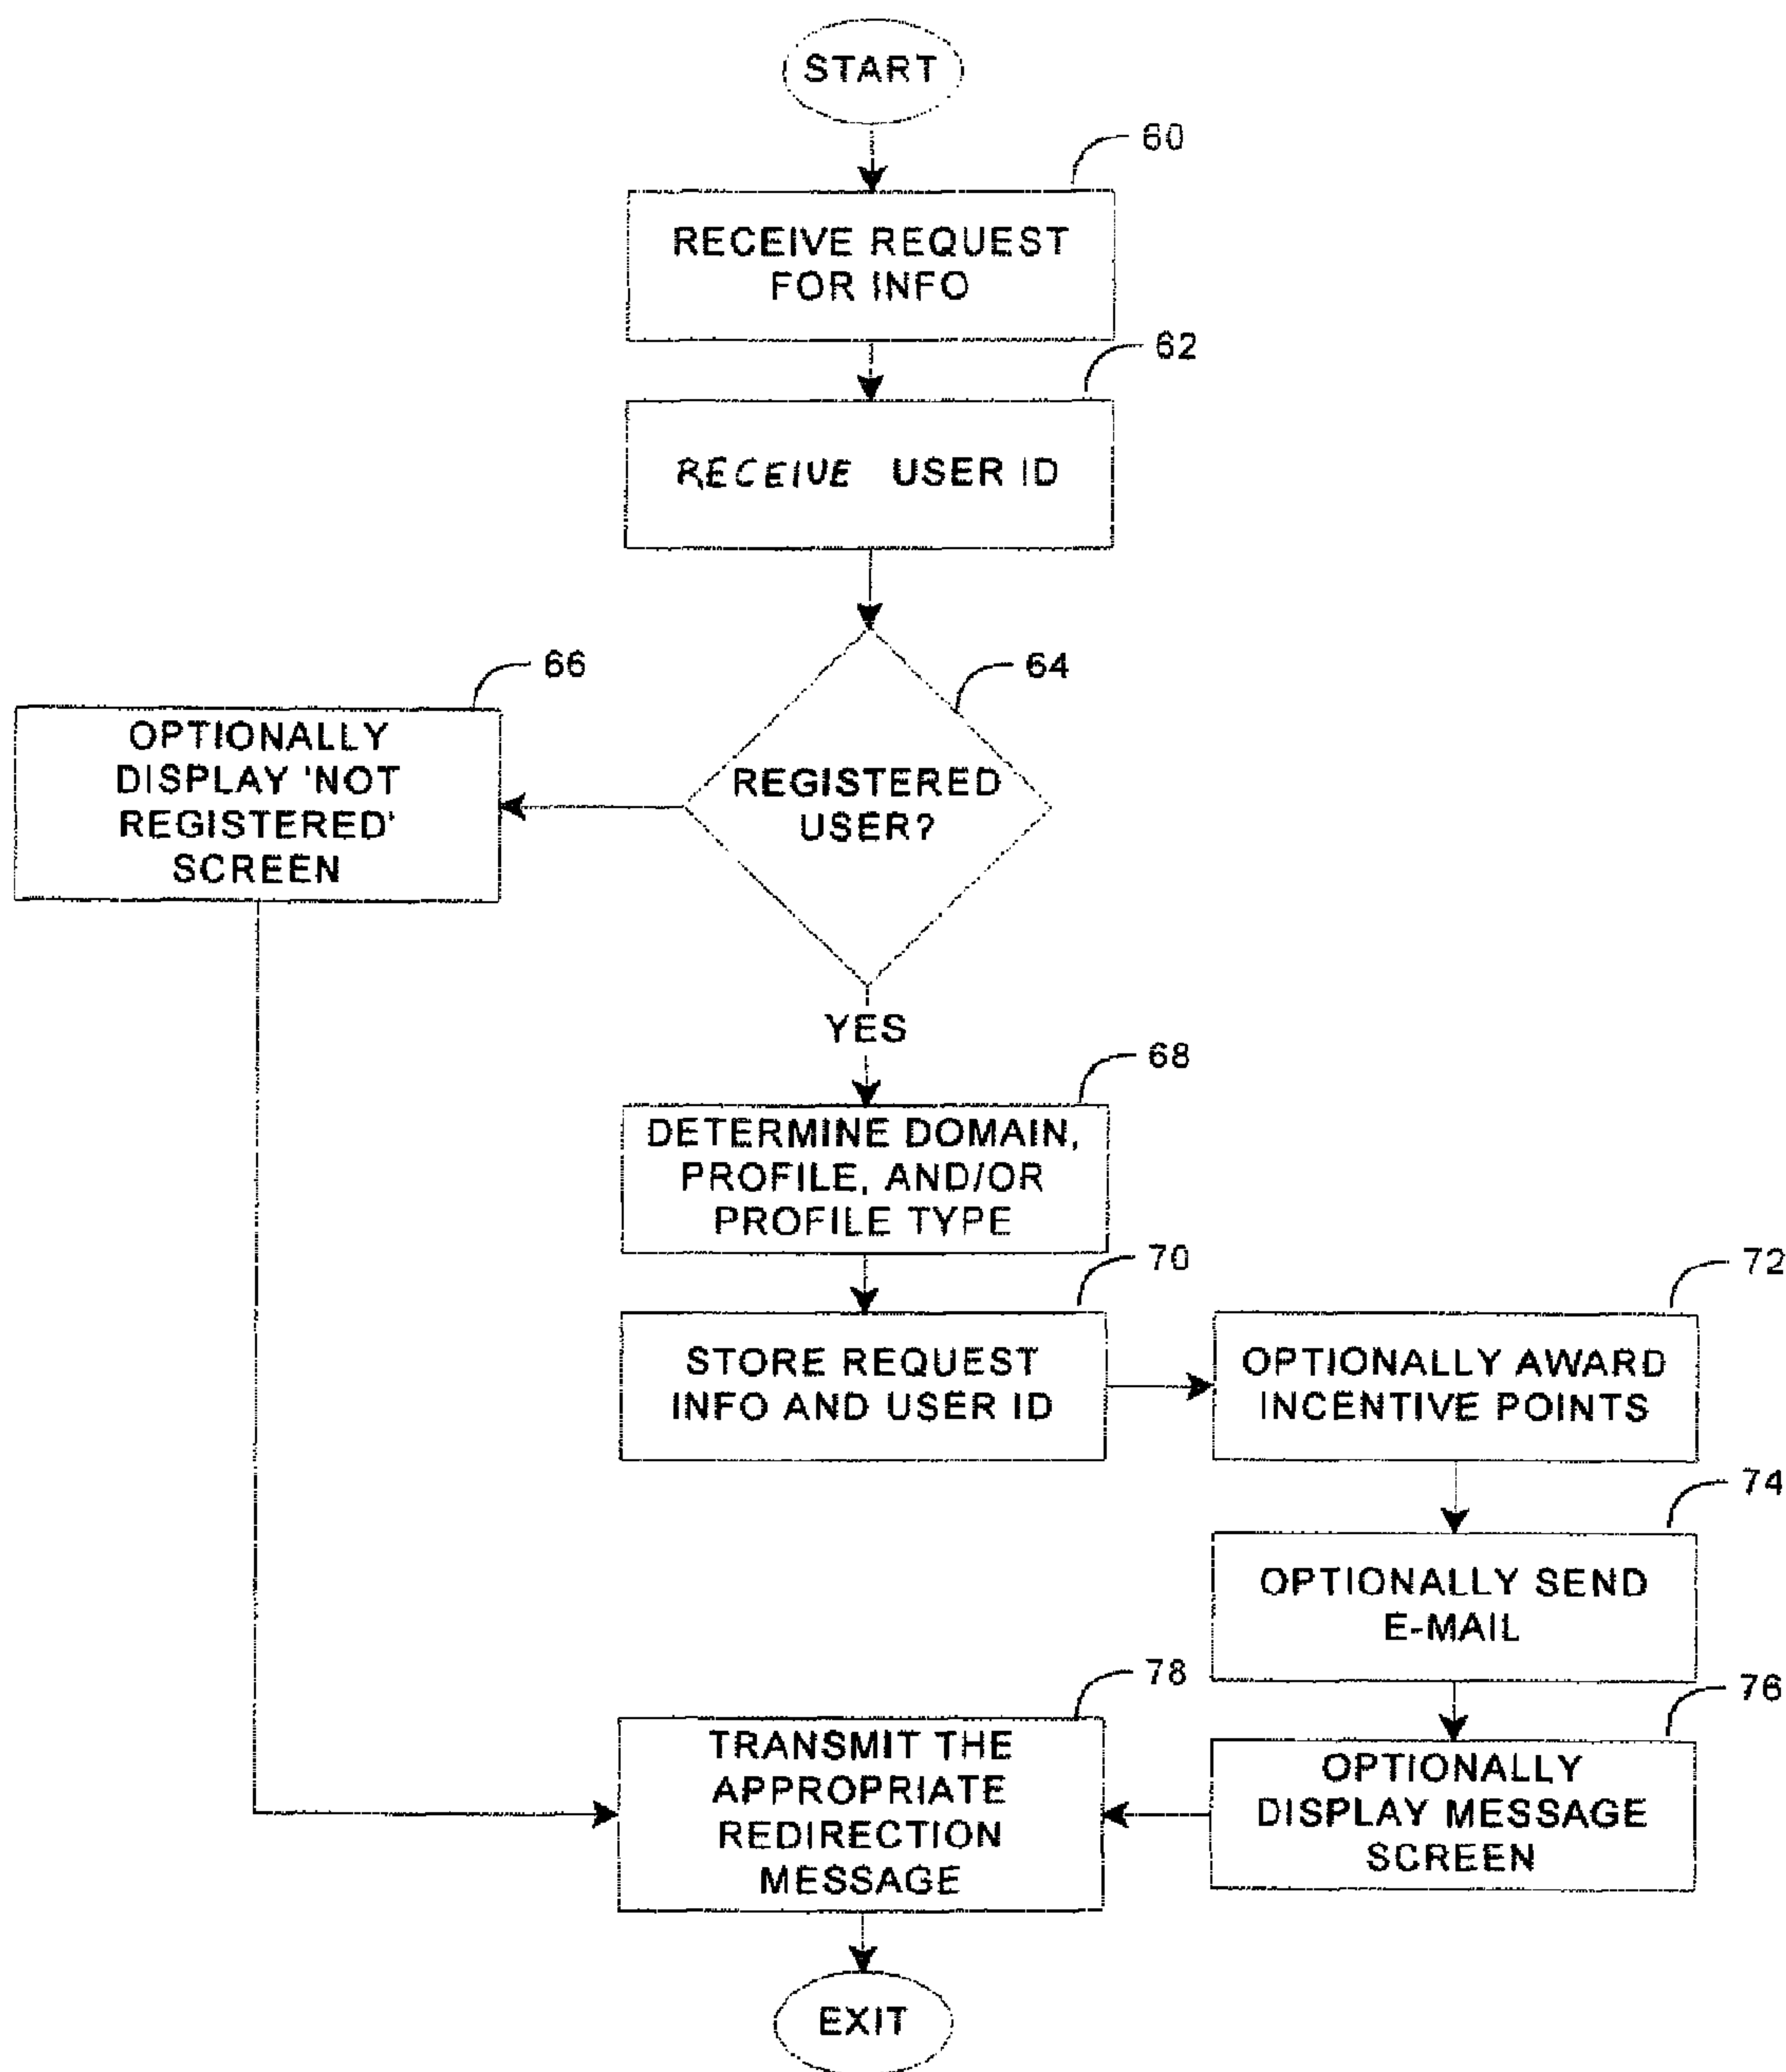 START
60
RECEIVE REQUEST
FOR INFO
62
RECEIVE USER ID
64
REGISTERED
USER?
66
OPTIONALLY
DISPLAY 'NOT
REGISTERED'
SCREEN
YES
68
DETERMINE DOMAIN,
PROFILE, AND/OR
PROFILE TYPE
70
STORE REQUEST
INFO AND USER ID
72
OPTIONALLY AWARD
INCENTIVE POINTS
74
OPTIONALLY SEND
E-MAIL
76
OPTIONALLY
DISPLAY MESSAGE
SCREEN
78
TRANSMIT THE
APPROPRIATE
REDIRECTION
MESSAGE
EXIT